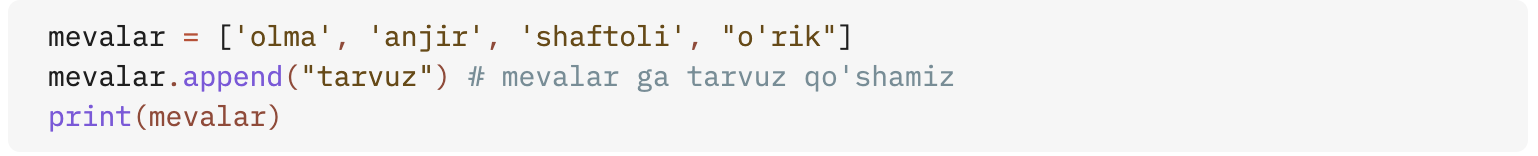 mevalar = ['olma', 'anjir', 'shaftoli', "o'rik"]
mevalar.append("tarvuz") # mevalar ga tarvuz qo'shamiz
print(mevalar)